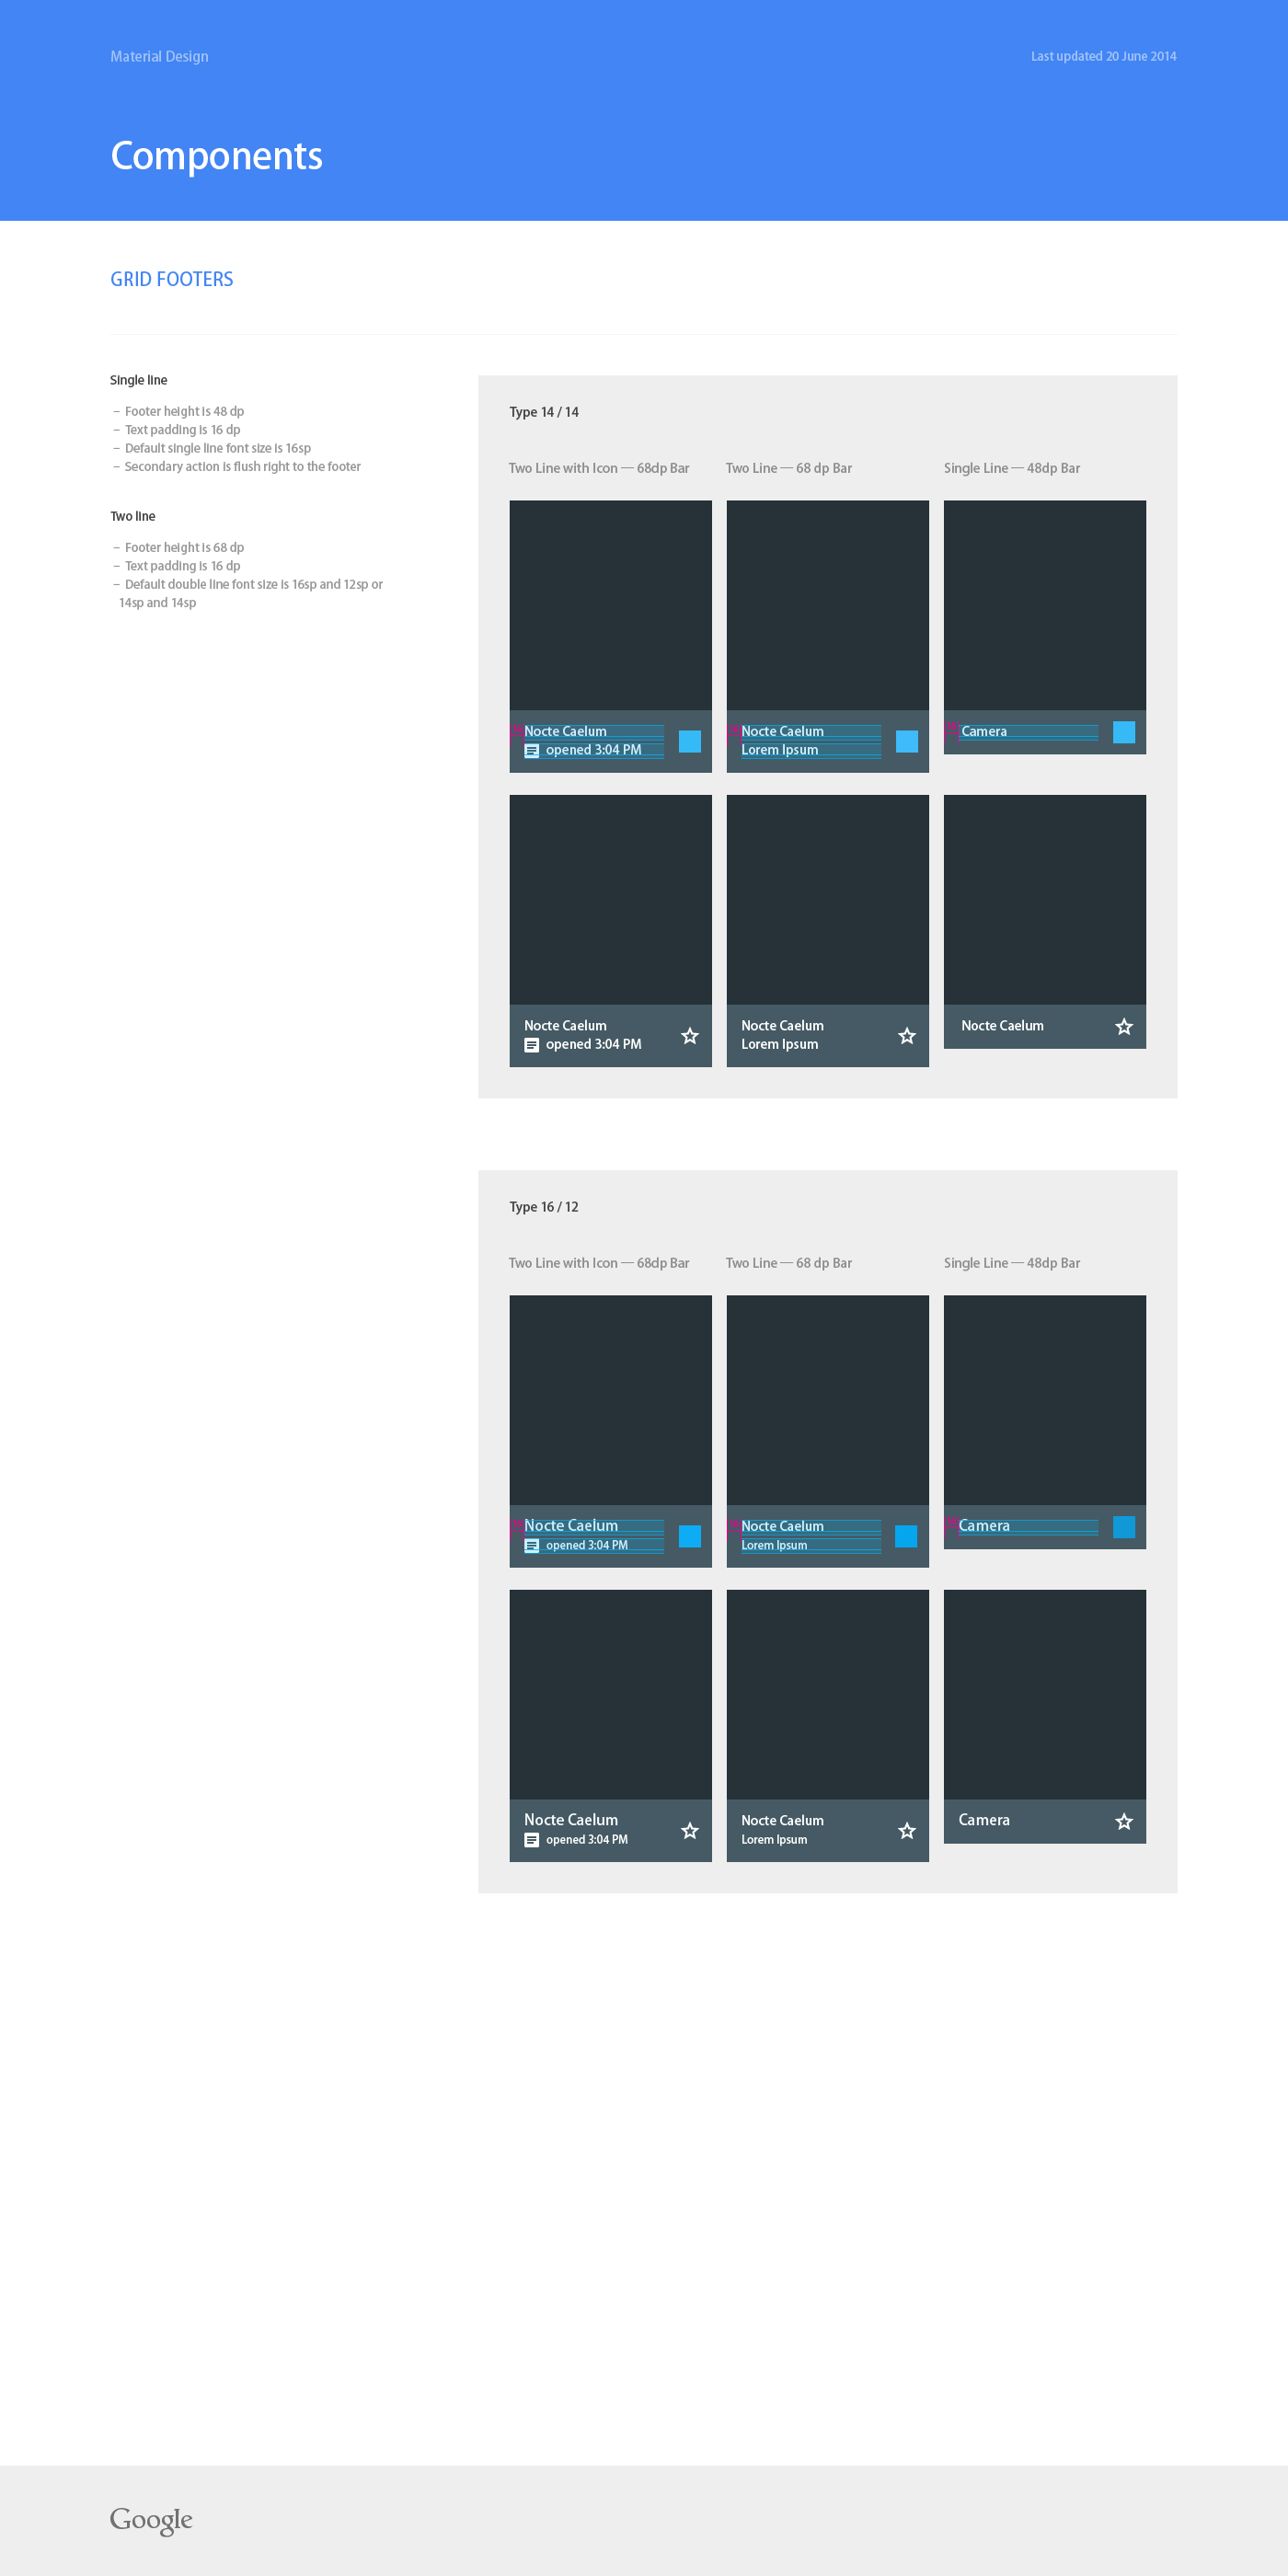 Material Design
Last updated 20 June 2014
Components
GRID FOOTERS
Single line
– Footer height is 48 dp
– Text padding is 16 dp
– Default single line font size is 16sp
– Secondary action is flush right to the footer
Two line
– Footer height is 68 dp
– Text padding is 16 dp
– Default double line font size is 16sp and 12sp or
14sp and 14sp
Type 14 / 14
Two Line with Icon — 68dp Bar
Two Line — 68 dp Bar
Single Line — 48dp Bar
Nocte Caelum
opened 3:04 PM
Nocte Caelum
Lorem Ipsum
Camera
Nocte Caelum
opened 3:04 PM
Nocte Caelum
Lorem Ipsum
Nocte Caelum
Type 16 / 12
Two Line with Icon — 68dp Bar
Two Line — 68 dp Bar
Single Line — 48dp Bar
Nocte Caelum
opened 3:04 PM
Nocte Caelum
Lorem Ipsum
Camera
Nocte Caelum
opened 3:04 PM
Nocte Caelum
Lorem Ipsum
Camera
Google